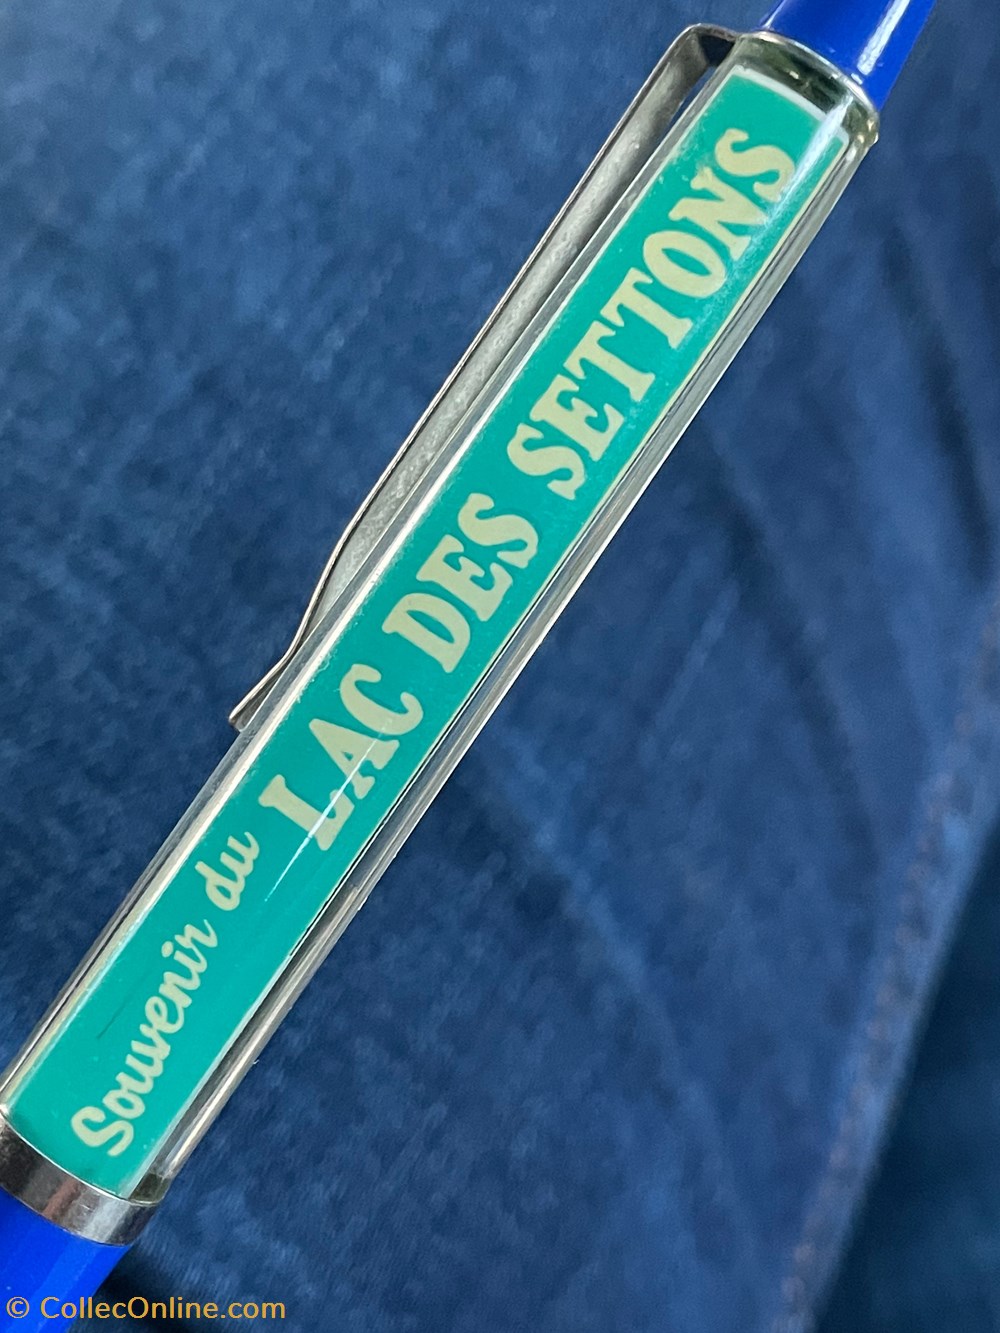 Souvenir du LAC DES SETTONS
© CollecOnline.com